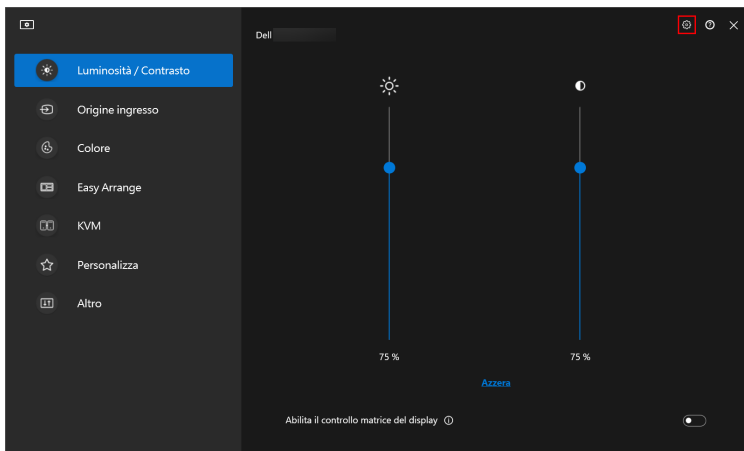 Dell
Luminosità / Contrasto
Origine ingresso
Colore
Easy Arrange
KVM
Personalizza
Altro
75 %
75 %
Azzera
Abilita il controllo matrice del display